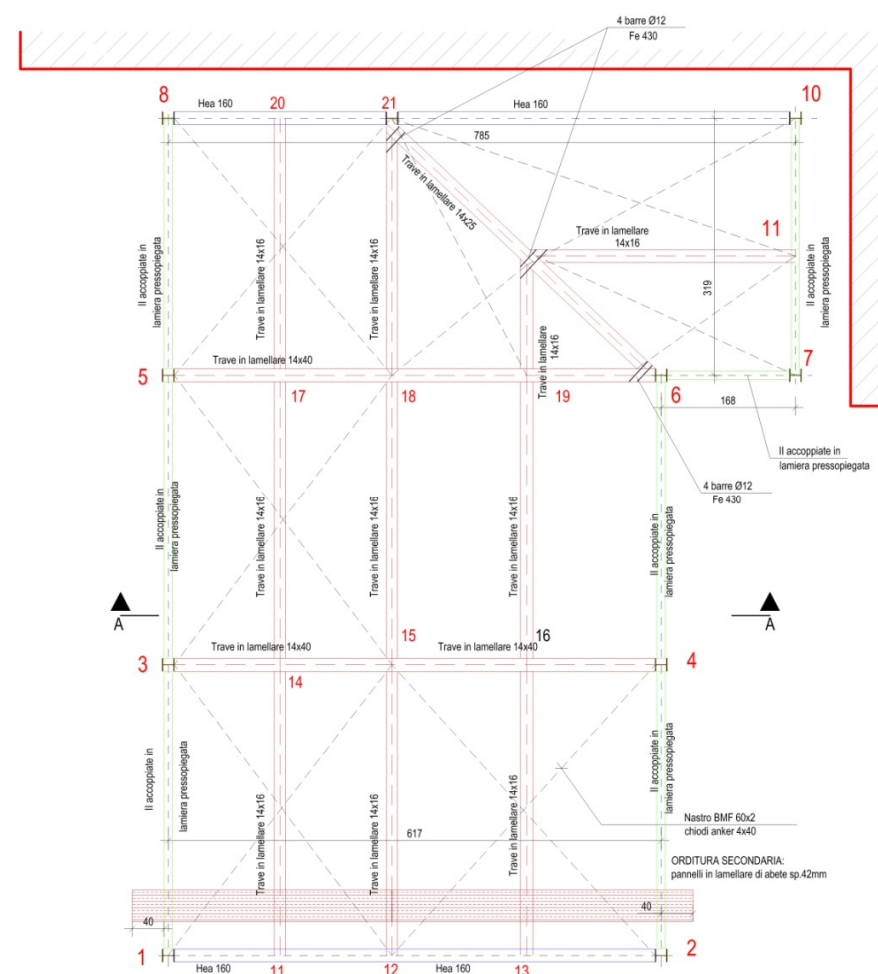 4 barre Ø12
Fe 430
8
Hea 160
20
21
Hea 160
10
785
Trave in lamellare 14x25
Trave in lamellare
14x16
11
II accoppiate in
lamiera pressopiegata
Trave in lamellare 14x16
Trave in lamellare 14x16
319
II accoppiate in
lamiera pressopiegata
Trave in lamellare
14x16
Trave in lamellare 14x40
5
17
18
19
6
7
168
II accoppiate in
lamiera pressopiegata
4 barre Ø12
Fe 430
II accoppiate in
lamiera pressopiegata
Trave in lamellare 14x16
Trave in lamellare 14x16
Trave in lamellare 14x16
II accoppiate in
lamiera pressopiegata
A
A
15
16
Trave in lamellare 14x40
Trave in lamellare 14x40
3
14
4
II accoppiate in
lamiera pressopiegata
Trave in lamellare 14x16
Trave in lamellare 14x16
Trave in lamellare 14x16
II accoppiate in
lamiera pressopiegata
617
Nastro BMF 60x2
chiodi anker 4x40
ORDITURA SECONDARIA:
pannelli in lamellare di abete sp.42mm
40
40
1
Hea 160
11
12
Hea 160
13
2